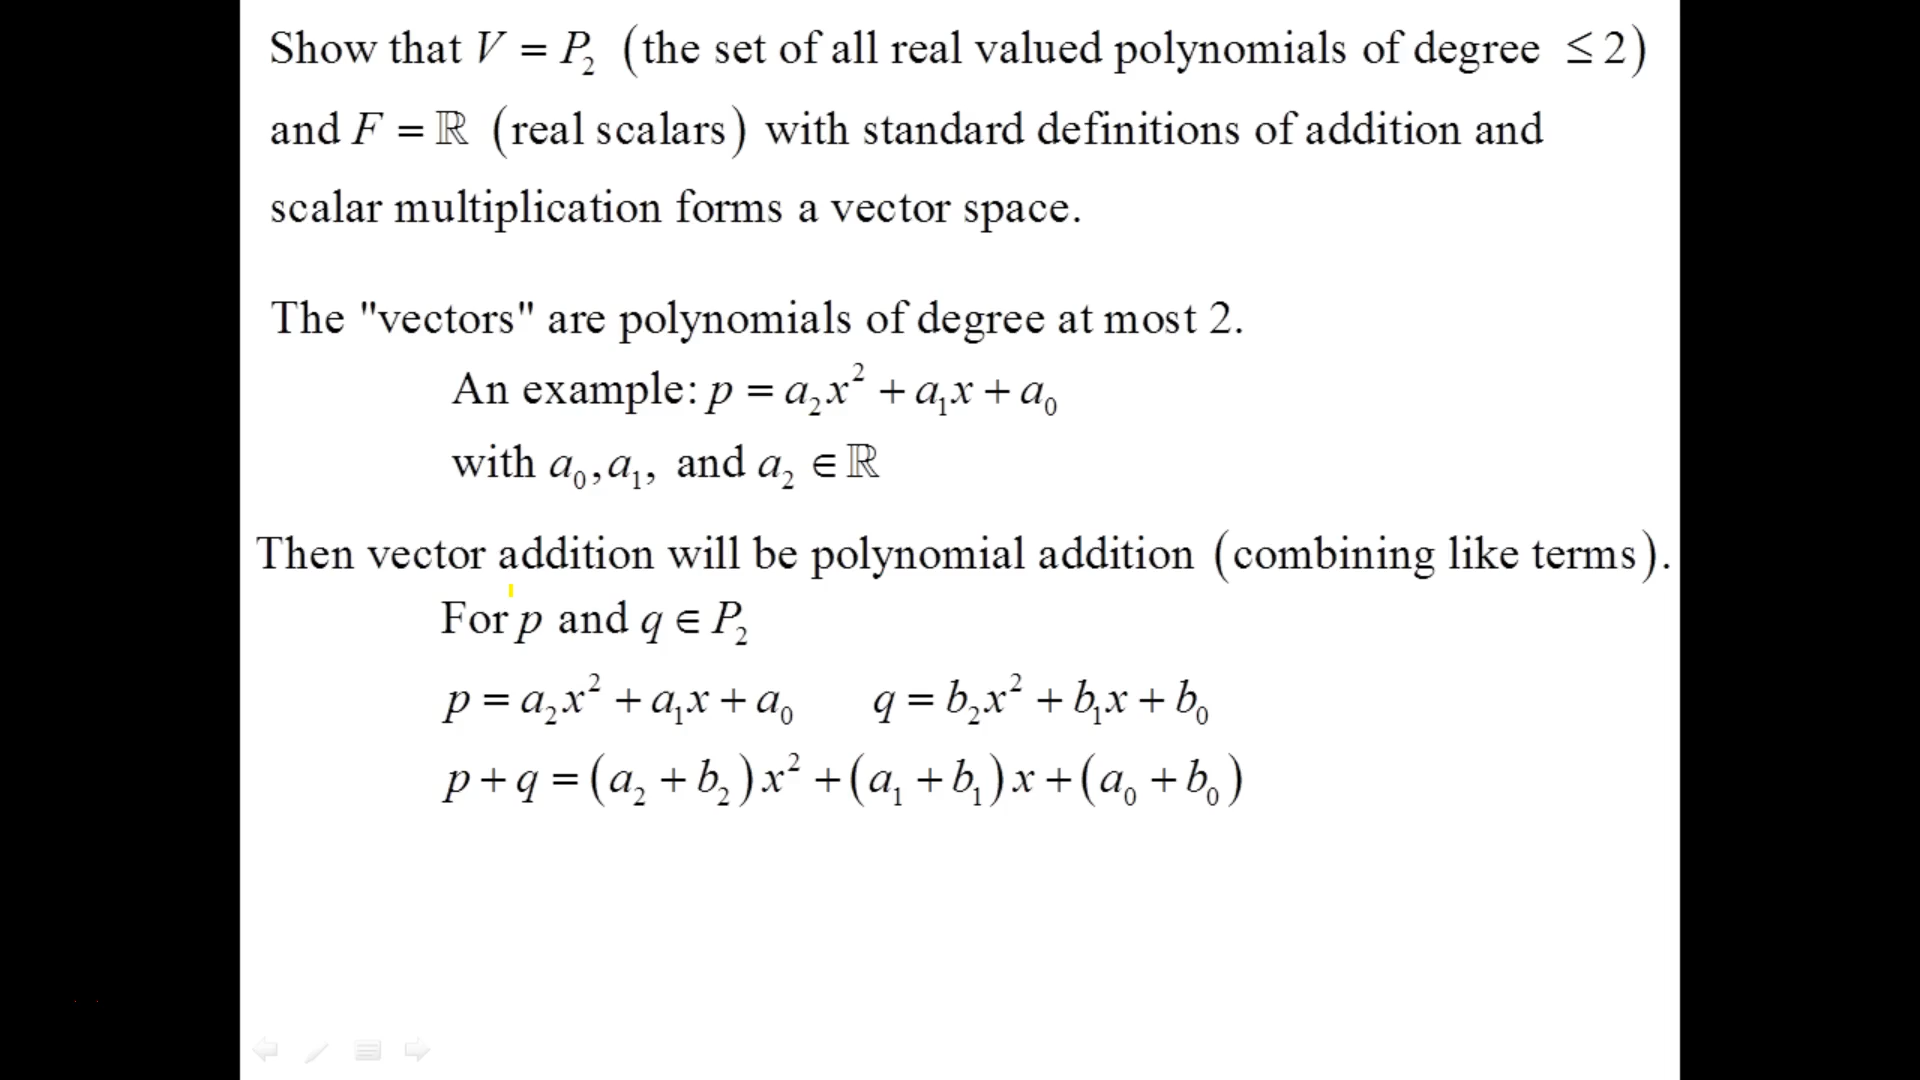 Show that V = P₂ (the set of all real valued polynomials of degree ≤ 2)
and F = ℝ (real scalars) with standard definitions of addition and
scalar multiplication forms a vector space.
The "vectors" are polynomials of degree at most 2.
An example: p = a₂x² + a₁x + a₀
with a₀, a₁, and a₂ ∈ ℝ
Then vector addition will be polynomial addition (combining like terms).
For p and q ∈ P₂
p = a₂x² + a₁x + a₀ q = b₂x² + b₁x + b₀
p + q = (a₂ + b₂)x² + (a₁ + b₁)x + (a₀ + b₀)